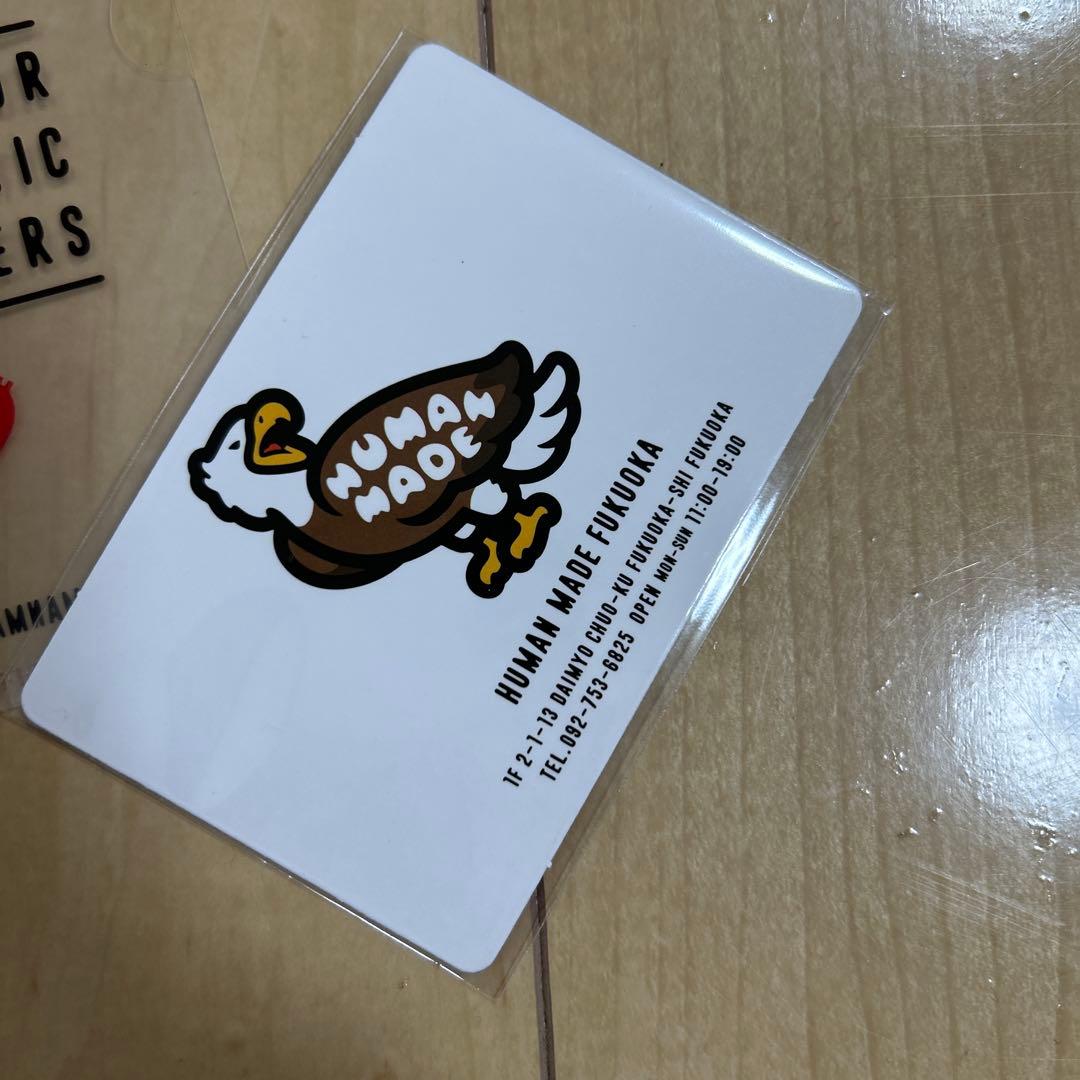 ERS
HUMAN
MADE
HUMAN MADE FUKUOKA
1F 2-1-13 DAIMYO CHUO-KU FUKUOKA-SHI FUKUOKA
TEL.092-753-6825 OPEN MON-SUN 11:00-19:00